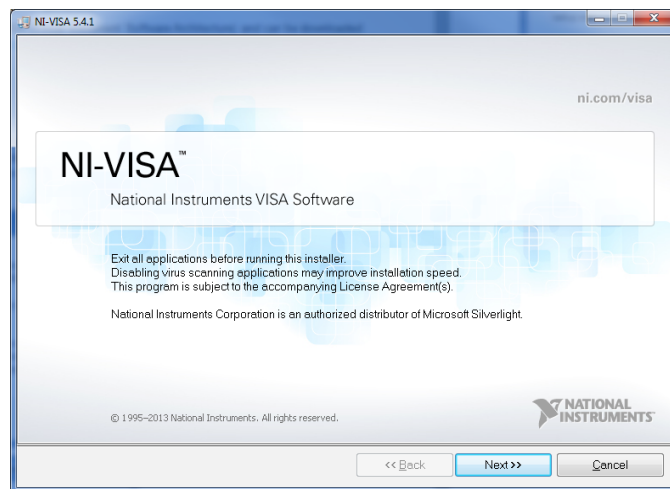 NI-VISA 5.4.1
ni.com/visa
NI-VISA™
National Instruments VISA Software
Exit all applications before running this installer.
Disabling virus scanning applications may improve installation speed.
This program is subject to the accompanying License Agreement(s).
National Instruments Corporation is an authorized distributor of Microsoft Silverlight.
© 1995–2013 National Instruments. All rights reserved.
NATIONAL
INSTRUMENTS™
<< Back
Next >>
Cancel